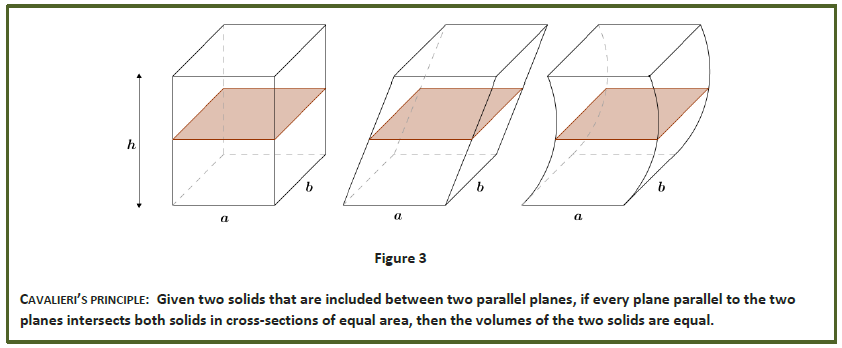 h
b
b
b
a
a
a
Figure 3
CAVALIERI'S PRINCIPLE: Given two solids that are included between two parallel planes, if every plane parallel to the two
planes intersects both solids in cross-sections of equal area, then the volumes of the two solids are equal.